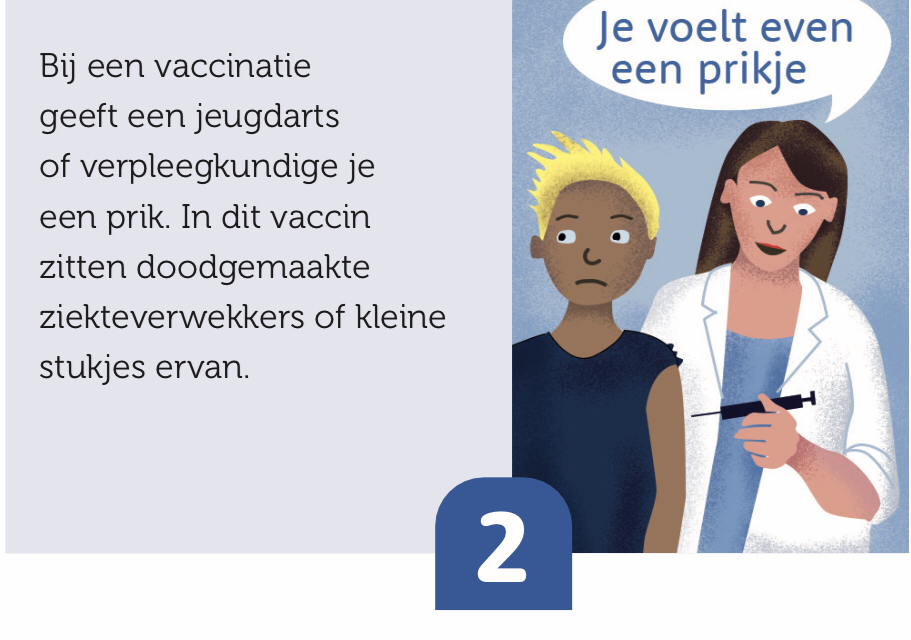 Bij een vaccinatie
geeft een jeugdarts
of verpleegkundige je
een prik. In dit vaccin
zitten doodgemaakte
ziekteverwekkers of kleine
stukjes ervan.
Je voelt even
een prikje
2